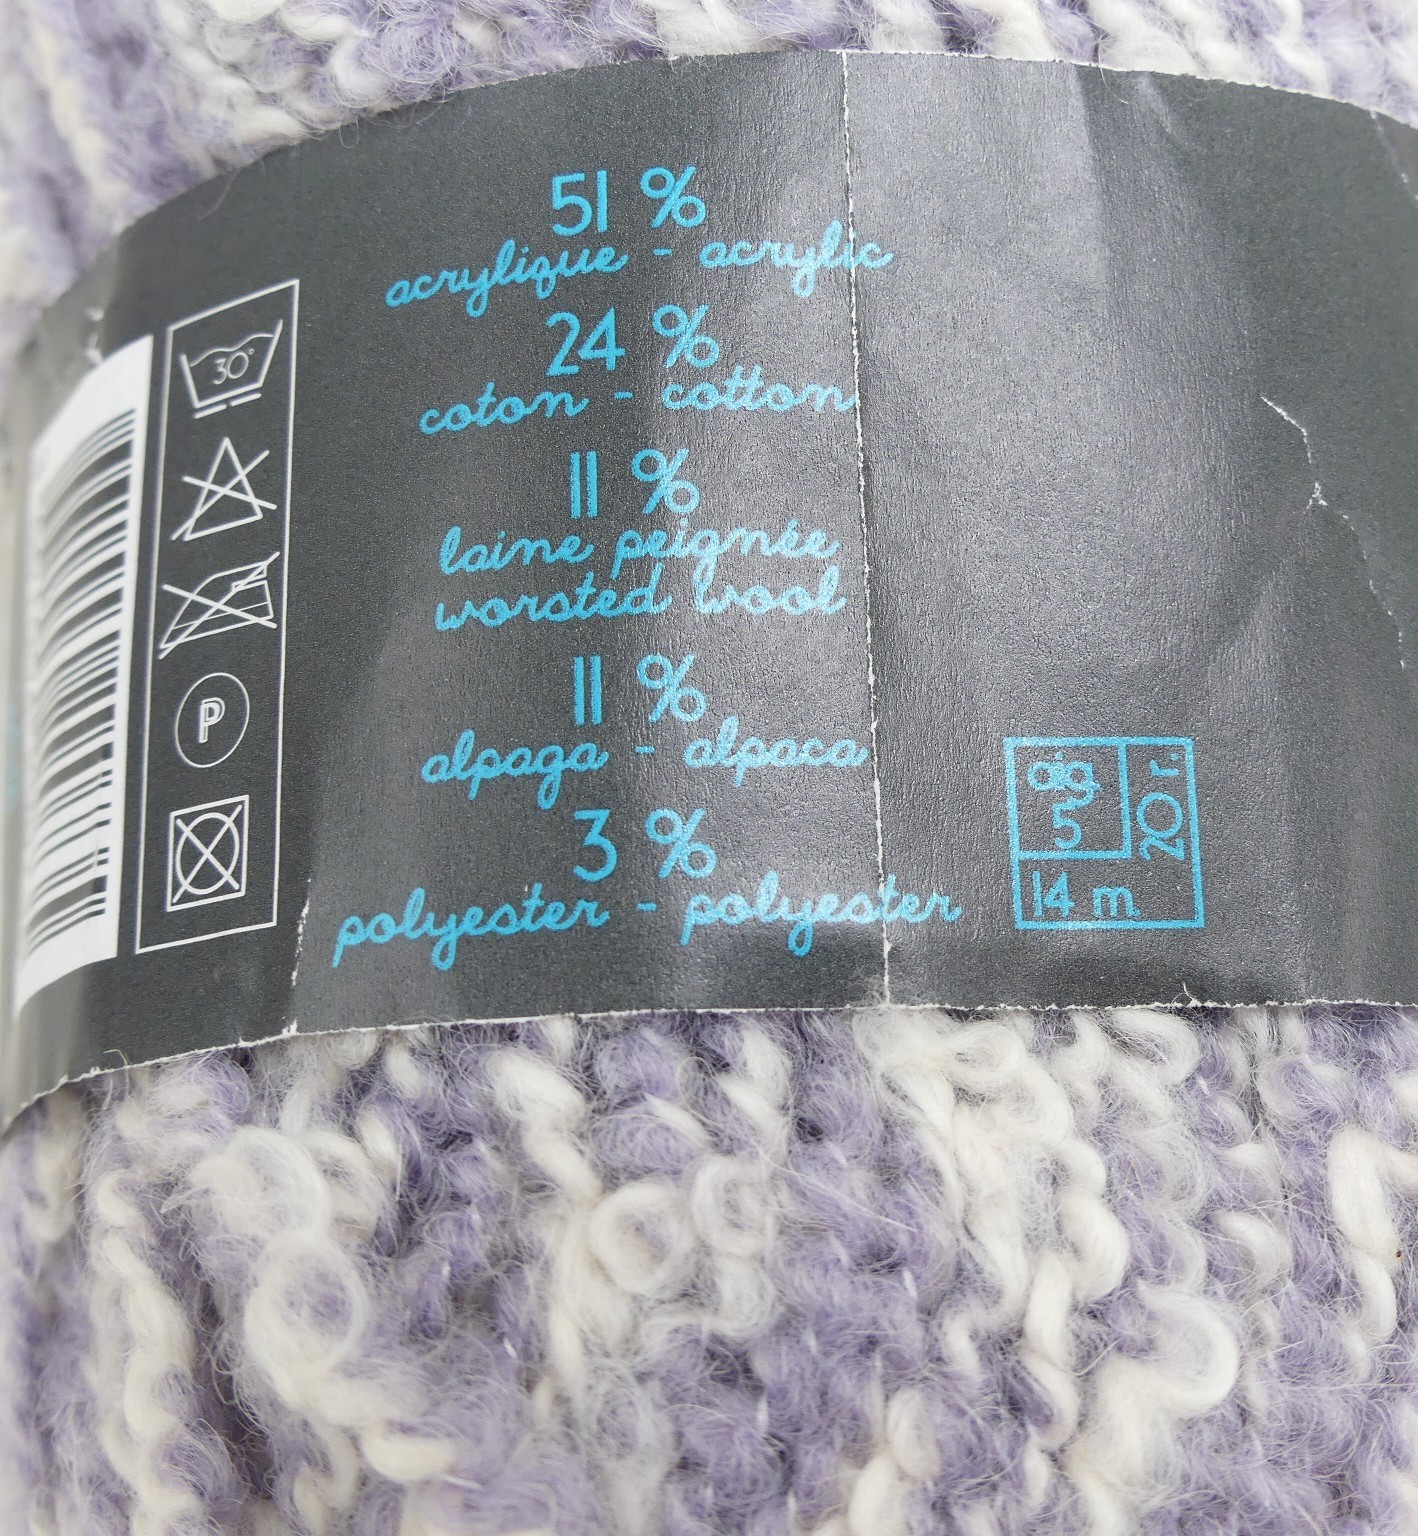 51 %
acrylique - acrylic
24 %
coton - cotton
11 %
laine peignée
worsted wool
11 %
alpaga - alpaca
3 %
polyester - polyester
30°
P
aig.
5
20 r.
14 m